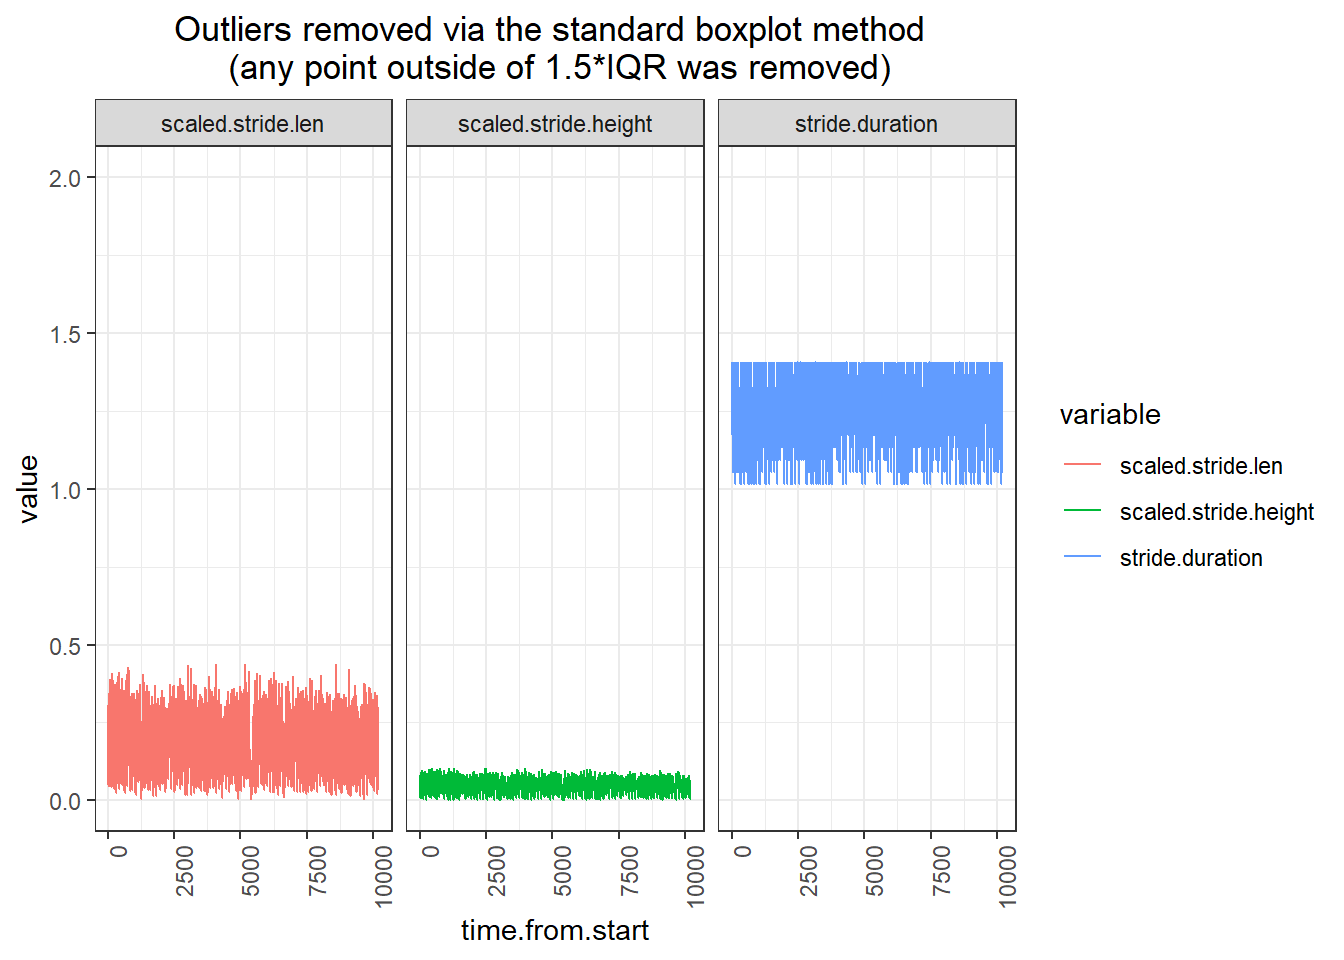 Outliers removed via the standard boxplot method
(any point outside of 1.5*IQR was removed)
scaled.stride.len
scaled.stride.height
stride.duration
value
2.0
1.5
1.0
0.5
0.0
0
2500
5000
7500
10000
0
2500
5000
7500
10000
0
2500
5000
7500
10000
time.from.start
variable
scaled.stride.len
scaled.stride.height
stride.duration